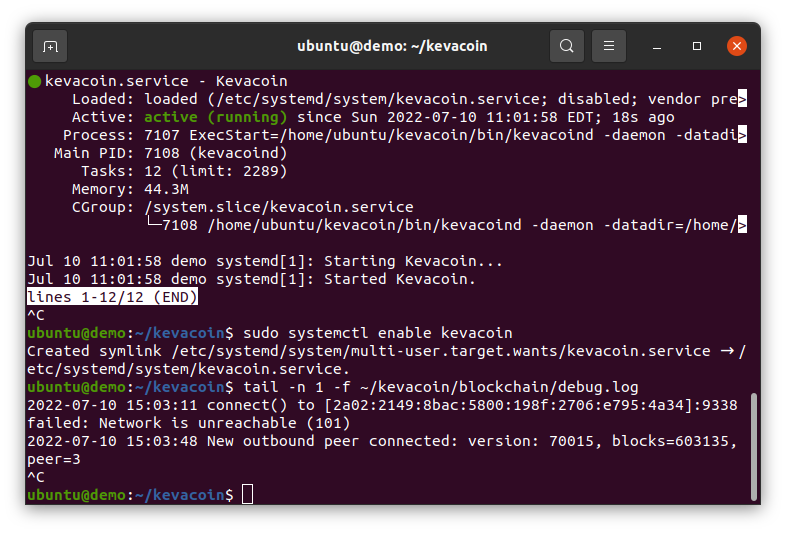 ubuntu@demo: ~/kevacoin
kevacoin.service - Kevacoin
Loaded: loaded (/etc/systemd/system/kevacoin.service; disabled; vendor pre>
Active: active (running) since Sun 2022-07-10 11:01:58 EDT; 18s ago
Process: 7107 ExecStart=/home/ubuntu/kevacoin/bin/kevacoind -daemon -datadi>
Main PID: 7108 (kevacoind)
Tasks: 12 (limit: 2289)
Memory: 44.3M
CGroup: /system.slice/kevacoin.service
└─7108 /home/ubuntu/kevacoin/bin/kevacoind -daemon -datadir=/home/>
Jul 10 11:01:58 demo systemd[1]: Starting Kevacoin...
Jul 10 11:01:58 demo systemd[1]: Started Kevacoin.
lines 1-12/12 (END)
^C
ubuntu@demo:~/kevacoin$ sudo systemctl enable kevacoin
Created symlink /etc/systemd/system/multi-user.target.wants/kevacoin.service → /
etc/systemd/system/kevacoin.service.
ubuntu@demo:~/kevacoin$ tail -n 1 -f ~/kevacoin/blockchain/debug.log
2022-07-10 15:03:11 connect() to [2a02:2149:8bac:5800:198f:2706:e795:4a34]:9338
failed: Network is unreachable (101)
2022-07-10 15:03:48 New outbound peer connected: version: 70015, blocks=603135,
peer=3
^C
ubuntu@demo:~/kevacoin$